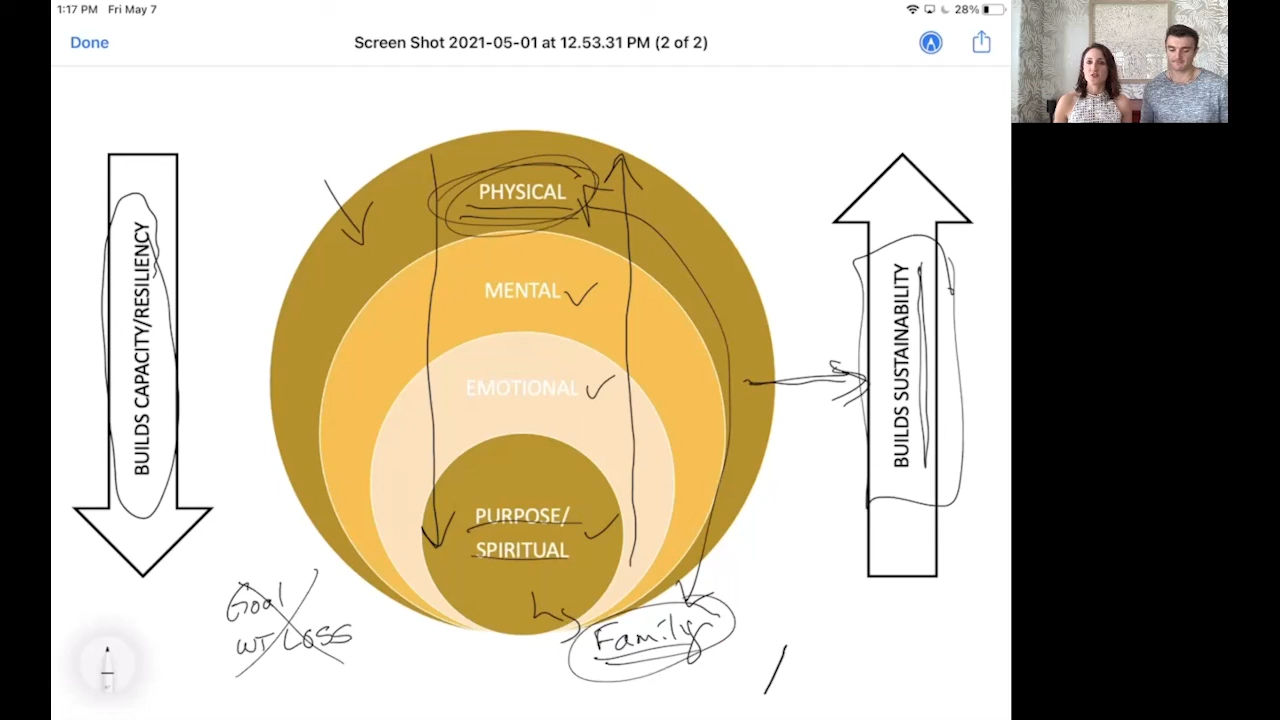 1:17 PM Fri May 7
28%
Done
Screen Shot 2021-05-01 at 12.53.31 PM (2 of 2)
BUILDS CAPACITY/RESILIENCY
PHYSICAL
MENTAL
EMOTIONAL
PURPOSE/
SPIRITUAL
BUILDS SUSTAINABILITY
Goal
WT LOSS
Family